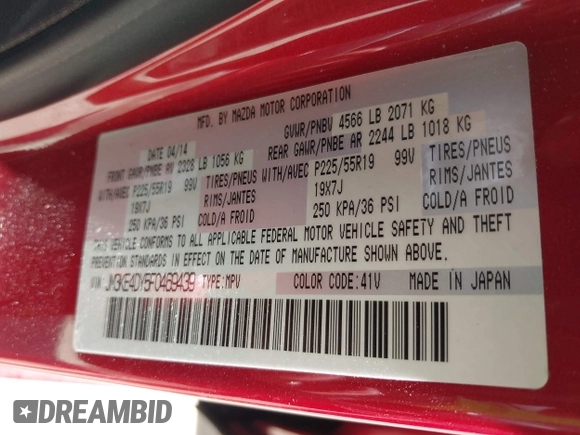 MFD. BY MAZDA MOTOR CORPORATION
DATE 04/14 GVWR/PNBV 4566 LB 2071 KG
FRONT GAWR/PNBE AV 2328 LB 1056 KG REAR GAWR/PNBE AR 2244 LB 1018 KG
WITH/AVEC P225/55R19 99V TIRES/PNEUS WITH/AVEC P225/55R19 99V TIRES/PNEUS
19X7J RIMS/JANTES 19X7J RIMS/JANTES
250 KPA/36 PSI COLD/A FROID 250 KPA/36 PSI COLD/A FROID
THIS VEHICLE CONFORMS TO ALL APPLICABLE FEDERAL MOTOR VEHICLE SAFETY AND THEFT
PREVENTION STANDARDS IN EFFECT ON THE DATE OF MANUFACTURE SHOWN ABOVE.
VIN: JM3KE4DY5F0469439 TYPE:MPV COLOR CODE:41V MADE IN JAPAN
DREAMBID